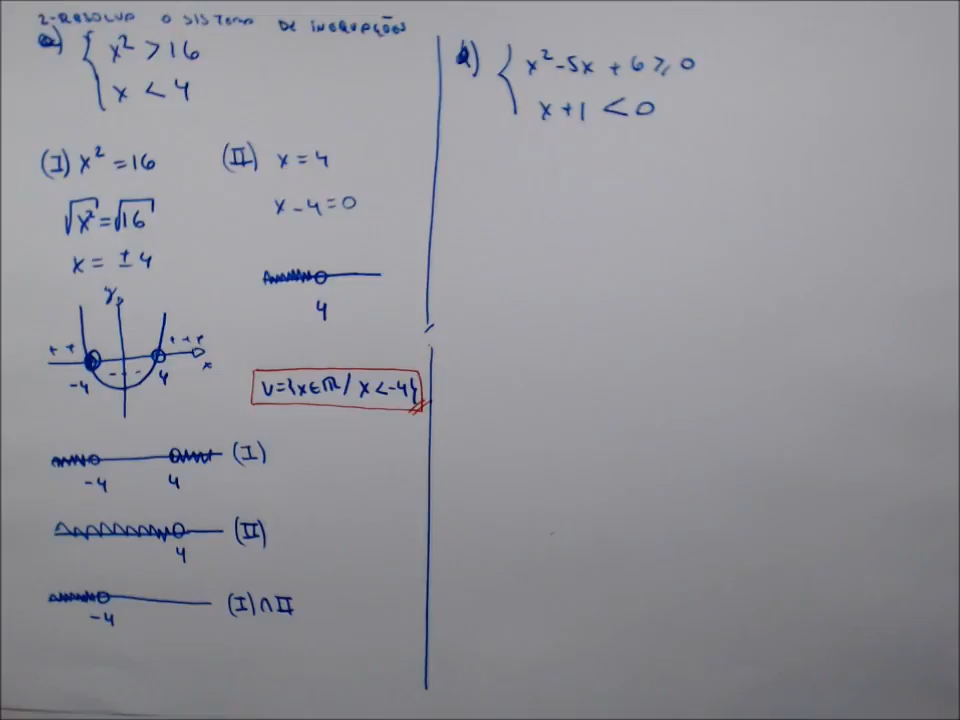 2-RESOLVA O SISTEMA DE INEQUAÇÕES
a) { x² > 16
x < 4
(I) x² = 16
√x² = √16
x = ± 4
y
+ + - - - + + +
-4 4 x
(II) x = 4
x - 4 = 0
4
V={x∈ℝ/ x<-4}
-4 4 (I)
4 (II)
-4 (I)∩II
b) { x² - 5x + 6 ≥ 0
x + 1 < 0